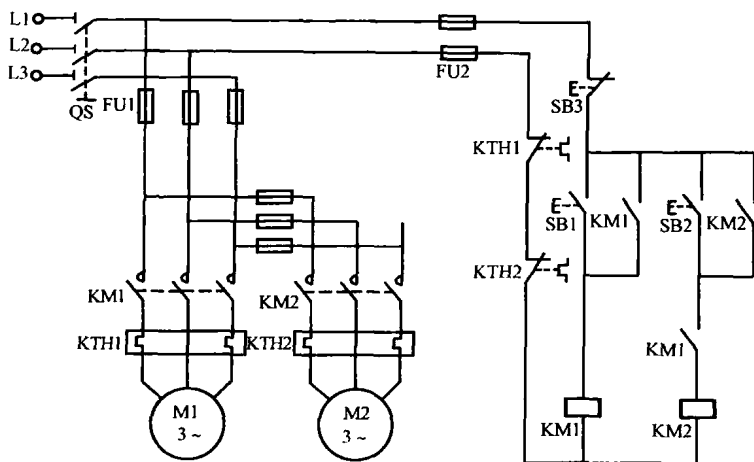 L1
L2
L3
QS
FU1
FU2
SB3
KTH1
SB1
KM1
SB2
KM2
KTH2
KM1
KM2
KTH1
KTH2
KM1
M1
3 ~
M2
3 ~
KM1
KM2